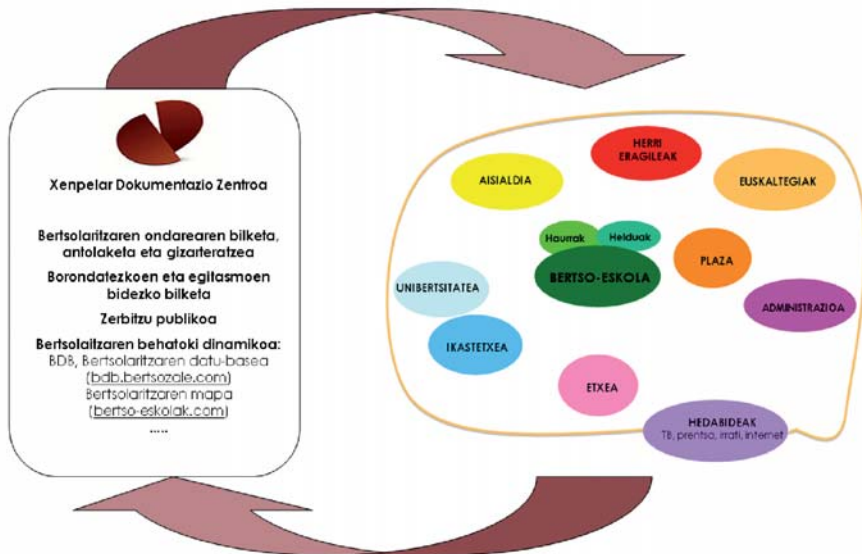 Xenpelar Dokumentazio Zentroa
Bertsolaritzaren ondarearen bilketa,
antolaketa eta gizarteratzea
Borondatezkoen eta egitasmoen
bidezko bilketa
Zerbitzu publikoa
Bertsolaitzaren behatoki dinamikoa:
BDB, Bertsolaritzaren datu-basea
(bdb.bertsozale.com)
Bertsolaritzaren mapa
(bertso-eskolak.com)
.....
HERRI
ERAGILEAK
AISIALDIA
EUSKALTEGIAK
Haurrak
Helduak
BERTSO-ESKOLA
PLAZA
UNIBERTSITATEA
ADMINISTRAZIOA
IKASTETXEA
ETXEA
HEDABIDEAK
TB, prentsa, irrati, internet